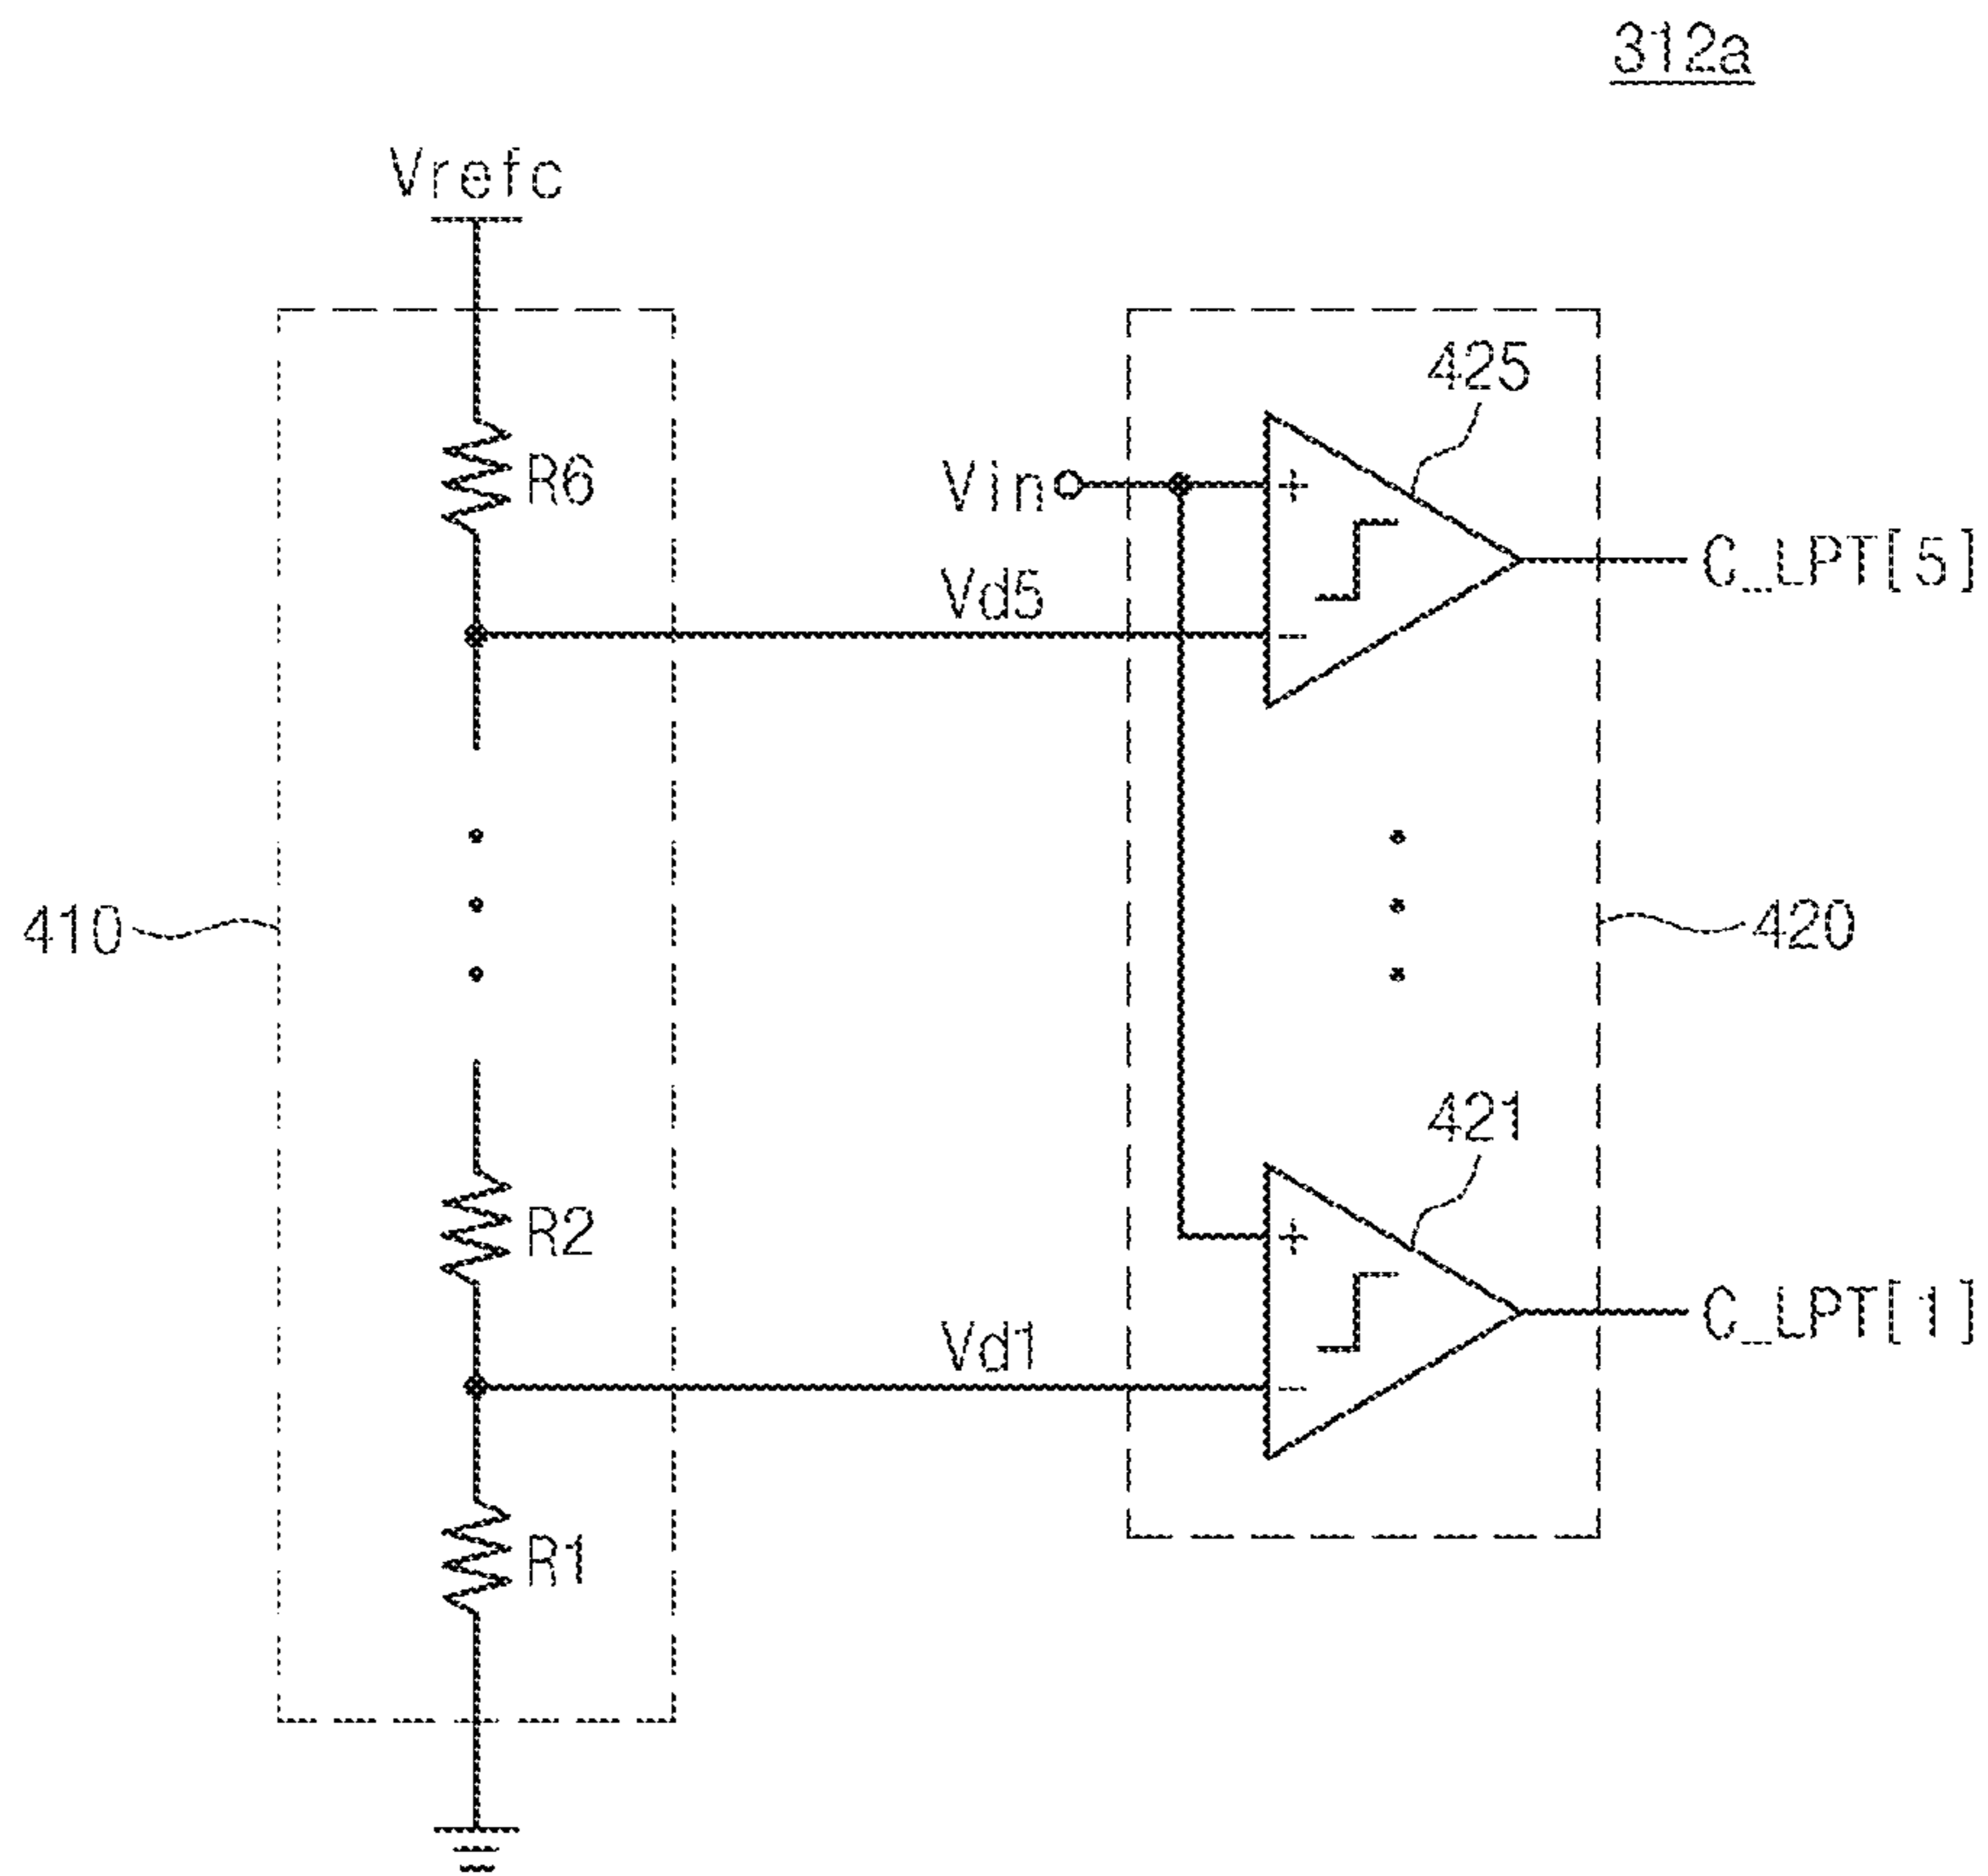 312a
Vrefc
425
R6
Vin
+
C_LPT[5]
Vd5
-
410
420
421
R2
+
C_LPT[1]
Vd1
-
R1